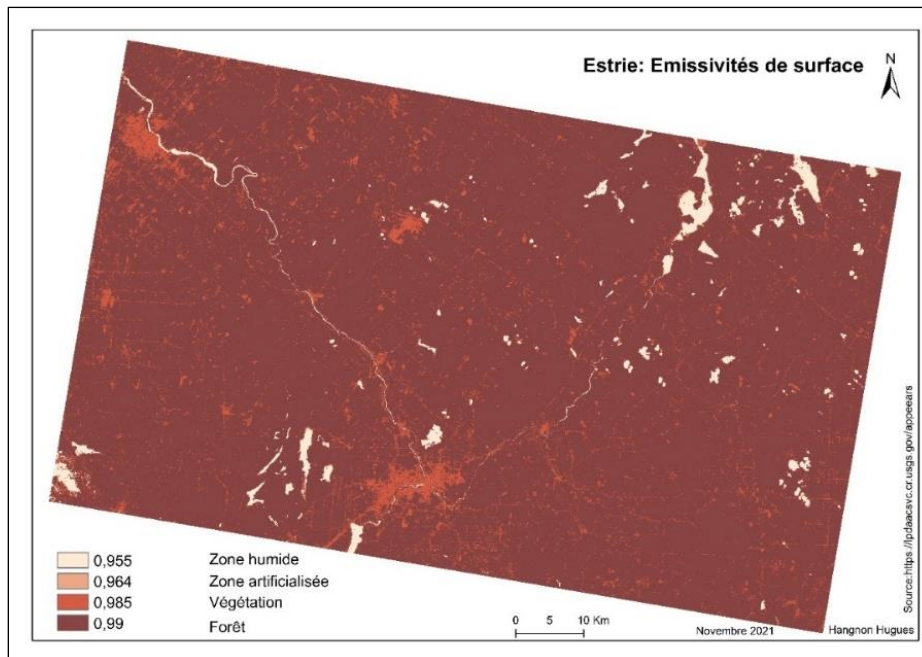 Estrie: Emissivités de surface
N
0,955 Zone humide
0,964 Zone artificialisée
0,985 Végétation
0,99 Forêt
0 5 10 Km
Novembre 2021
Hangnon Hugues
Source:https://lpdaacsvc.cr.usgs.gov/appeears